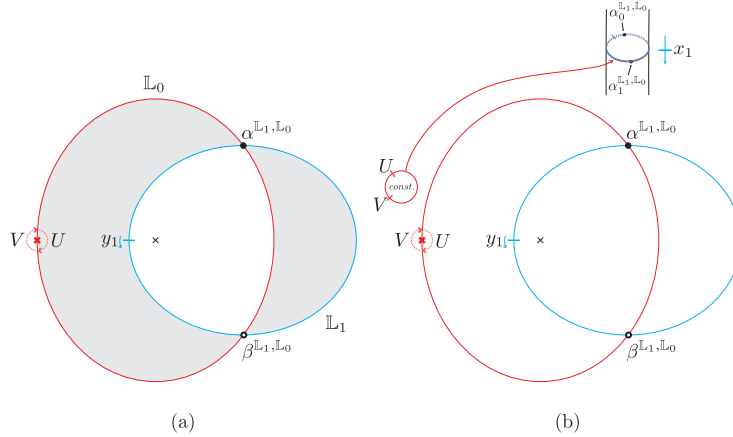 𝕃₀
α^{𝕃₁,𝕃₀}
V U
y₁
𝕃₁
β^{𝕃₁,𝕃₀}
(a)
α₀^{𝕃₁,𝕃₀}
x₁
α₁^{𝕃₁,𝕃₀}
U
const.
V
α^{𝕃₁,𝕃₀}
V U
y₁
β^{𝕃₁,𝕃₀}
(b)